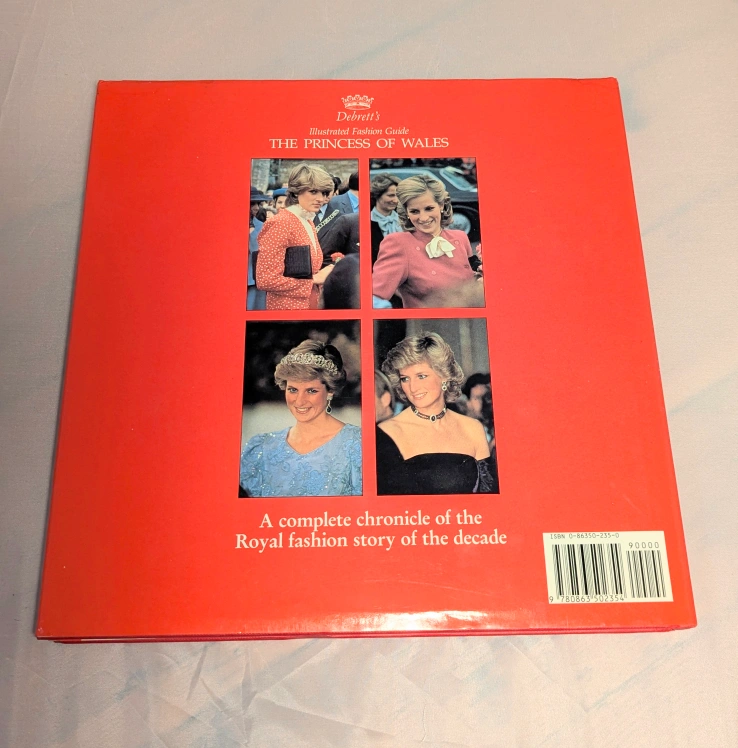 Debrett's
Illustrated Fashion Guide
THE PRINCESS OF WALES
A complete chronicle of the
Royal fashion story of the decade
ISBN 0-86350-235-0
90000
9 780863 502354